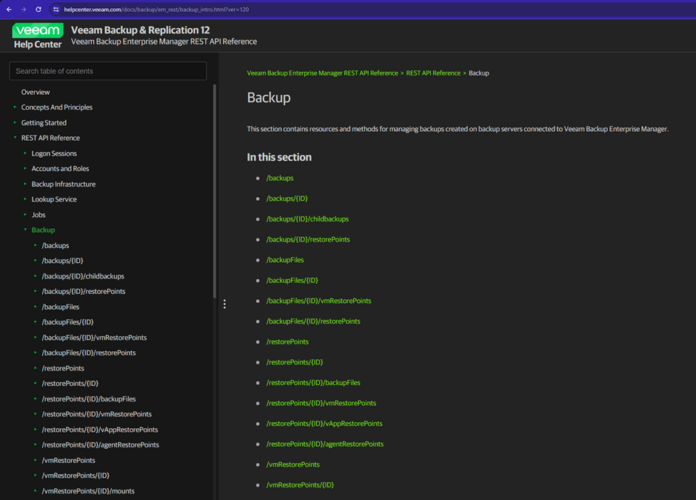 helpcenter.veeam.com/docs/backup/em_rest/backup_intro.html?ver=120
veeam
Help Center
Veeam Backup & Replication 12
Veeam Backup Enterprise Manager REST API Reference
Search table of contents
Overview
Concepts And Principles
Getting Started
REST API Reference
Logon Sessions
Accounts and Roles
Backup Infrastructure
Lookup Service
Jobs
Backup
/backups
/backups/{ID}
/backups/{ID}/childbackups
/backups/{ID}/restorePoints
/backupFiles
/backupFiles/{ID}
/backupFiles/{ID}/vmRestorePoints
/backupFiles/{ID}/restorePoints
/restorePoints
/restorePoints/{ID}
/restorePoints/{ID}/backupFiles
/restorePoints/{ID}/vmRestorePoints
/restorePoints/{ID}/vAppRestorePoints
/restorePoints/{ID}/agentRestorePoints
/vmRestorePoints
/vmRestorePoints/{ID}
/vmRestorePoints/{ID}/mounts
Veeam Backup Enterprise Manager REST API Reference > REST API Reference > Backup
Backup
This section contains resources and methods for managing backups created on backup servers connected to Veeam Backup Enterprise Manager.
In this section
/backups
/backups/{ID}
/backups/{ID}/childbackups
/backups/{ID}/restorePoints
/backupFiles
/backupFiles/{ID}
/backupFiles/{ID}/vmRestorePoints
/backupFiles/{ID}/restorePoints
/restorePoints
/restorePoints/{ID}
/restorePoints/{ID}/backupFiles
/restorePoints/{ID}/vmRestorePoints
/restorePoints/{ID}/vAppRestorePoints
/restorePoints/{ID}/agentRestorePoints
/vmRestorePoints
/vmRestorePoints/{ID}